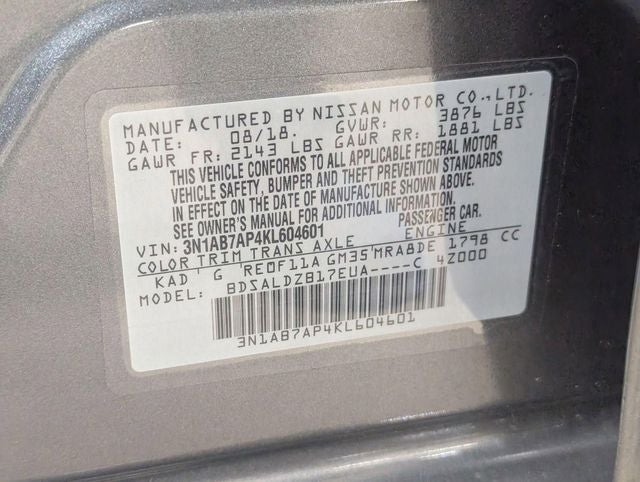 MANUFACTURED BY NISSAN MOTOR CO.,LTD.
DATE: 08/18. GVWR: 3876 LBS
GAWR FR: 2143 LBS GAWR RR: 1881 LBS
THIS VEHICLE CONFORMS TO ALL APPLICABLE FEDERAL MOTOR
VEHICLE SAFETY, BUMPER AND THEFT PREVENTION STANDARDS
IN EFFECT ON THE DATE OF MANUFACTURE SHOWN ABOVE.
SEE OWNER'S MANUAL FOR ADDITIONAL INFORMATION.
VIN: 3N1AB7AP4KL604601 PASSENGER CAR.
COLOR TRIM TRANS AXLE ENGINE
KAD G RE0F11A GM35 MRA8DE 1798 CC
MODEL: BDSALDZB17EUA----C 4Z000
3N1AB7AP4KL604601